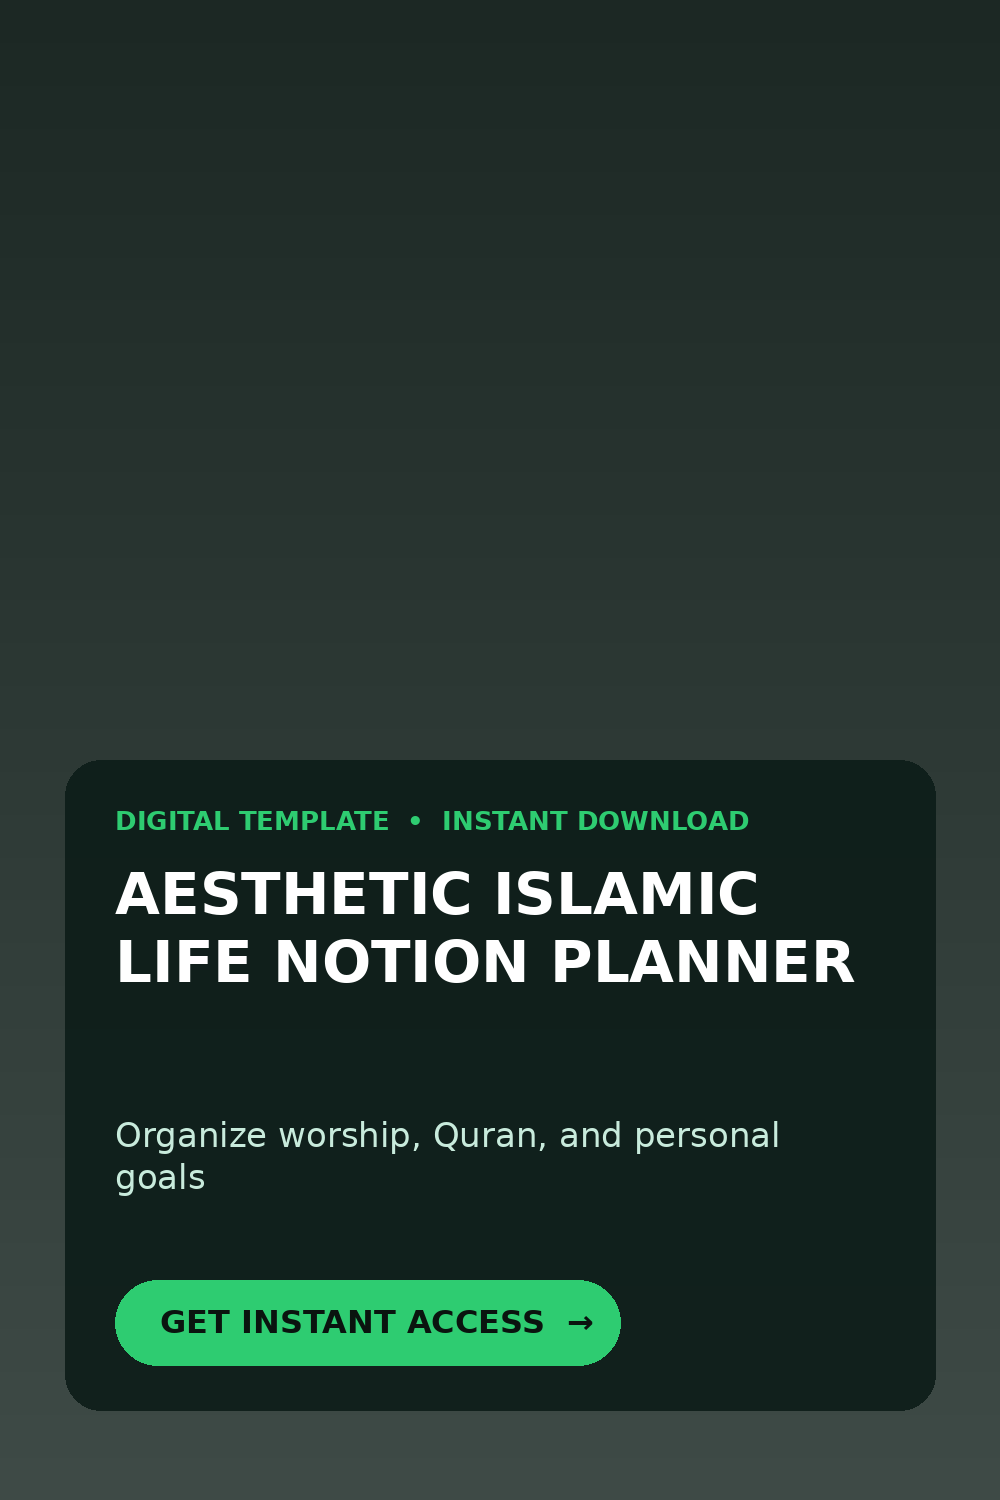 DIGITAL TEMPLATE • INSTANT DOWNLOAD
AESTHETIC ISLAMIC
LIFE NOTION PLANNER
Organize worship, Quran, and personal
goals
GET INSTANT ACCESS →